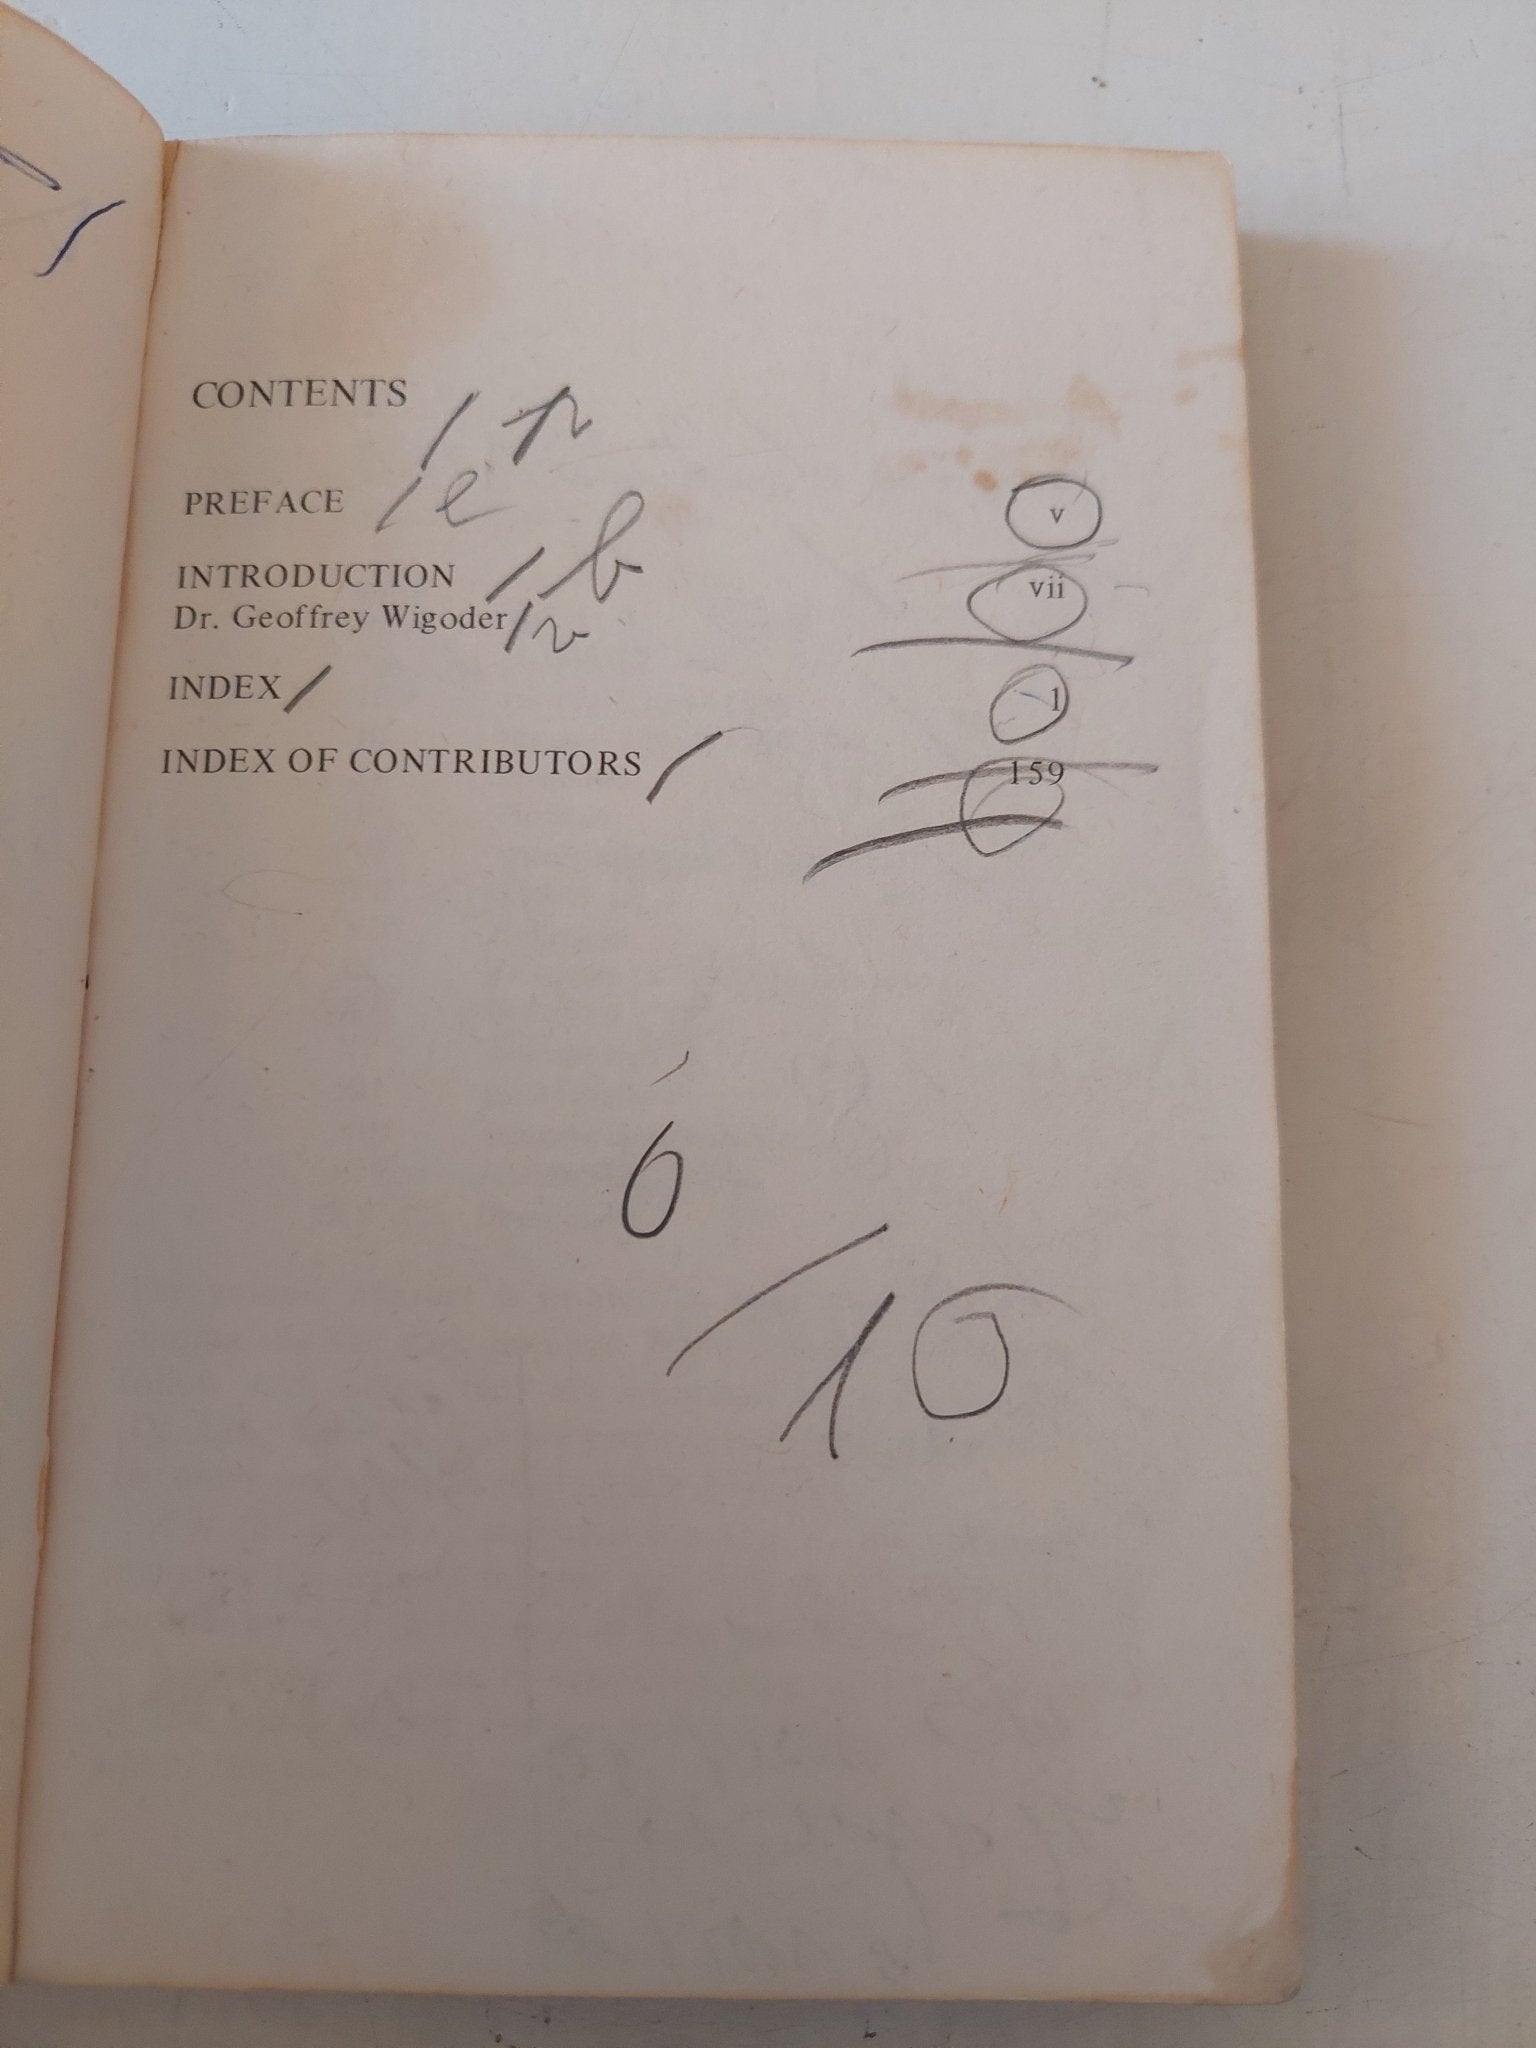 CONTENTS
PREFACE v
INTRODUCTION vii
Dr. Geoffrey Wigoder
INDEX 1
INDEX OF CONTRIBUTORS 159
6
10